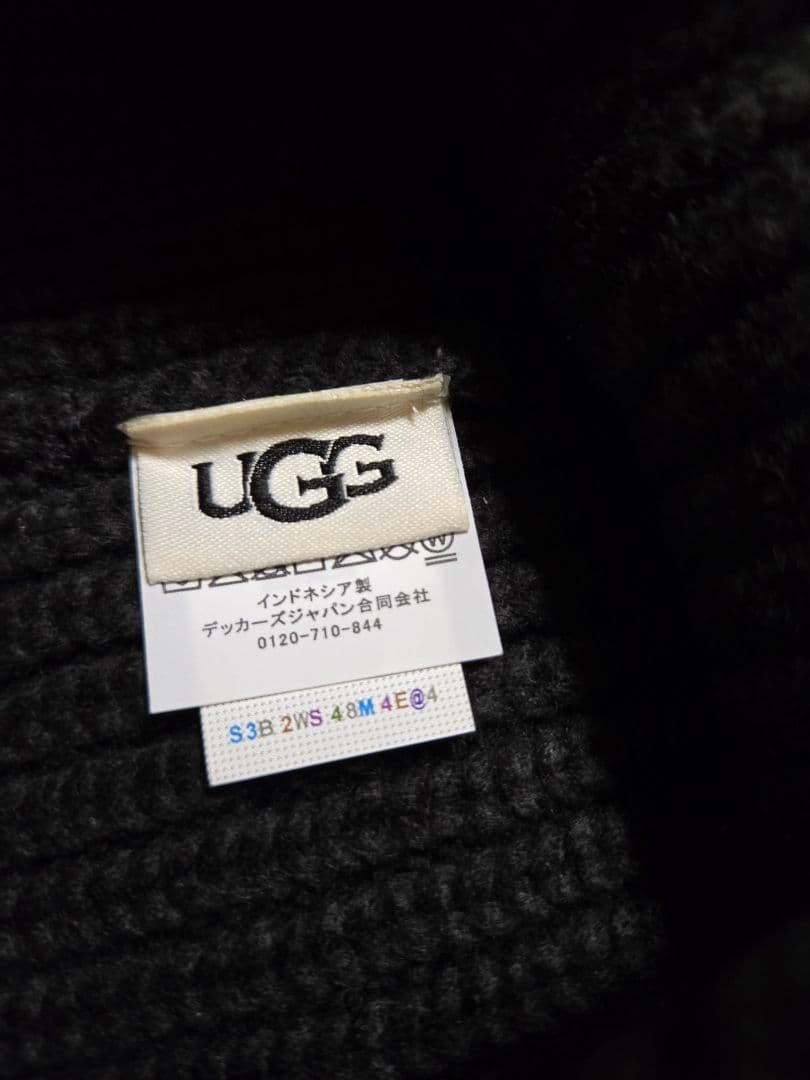 UGG
インドネシア製
デッカーズジャパン合同会社
0120-710-844
S3B 2WS 48M 4E@4